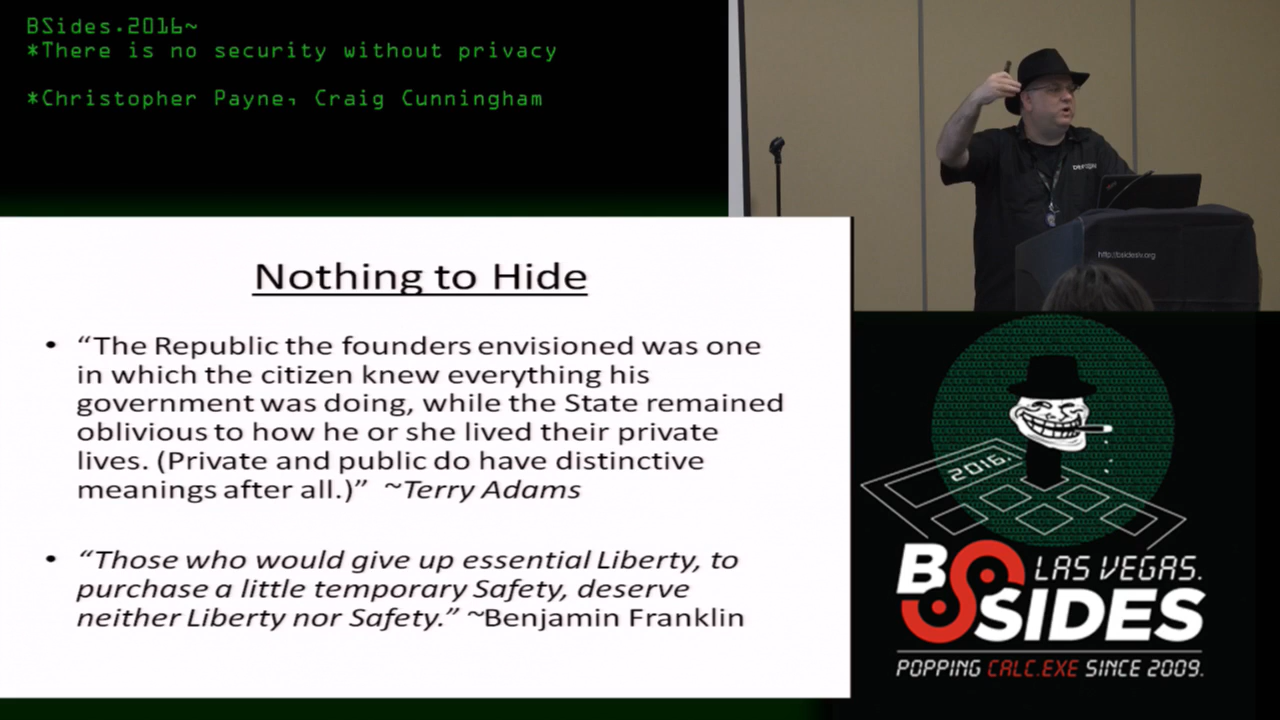 BSides.2016~
*There is no security without privacy
*Christopher Payne, Craig Cunningham
DEFCON
http://bsideslv.org
Nothing to Hide
• “The Republic the founders envisioned was one
in which the citizen knew everything his
government was doing, while the State remained
oblivious to how he or she lived their private
lives. (Private and public do have distinctive
meanings after all.)” ~Terry Adams
• “Those who would give up essential Liberty, to
purchase a little temporary Safety, deserve
neither Liberty nor Safety.” ~Benjamin Franklin
2016.
BSIDES
LAS VEGAS.
POPPING CALC.EXE SINCE 2009.